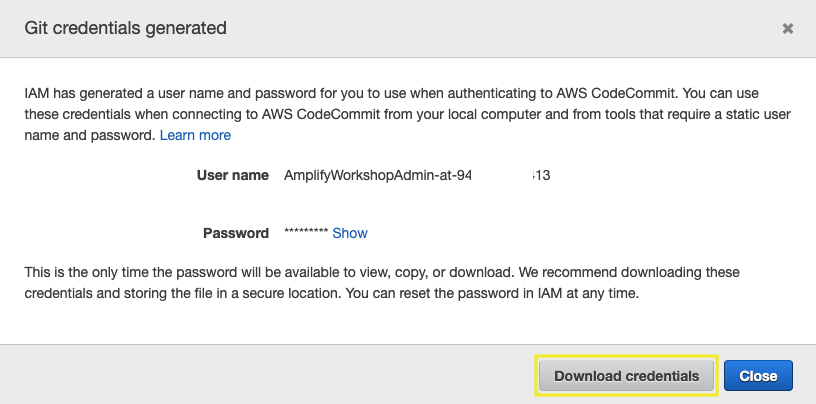 Git credentials generated
IAM has generated a user name and password for you to use when authenticating to AWS CodeCommit. You can use
these credentials when connecting to AWS CodeCommit from your local computer and from tools that require a static user
name and password. Learn more
User name AmplifyWorkshopAdmin-at-94 13
Password ********* Show
This is the only time the password will be available to view, copy, or download. We recommend downloading these
credentials and storing the file in a secure location. You can reset the password in IAM at any time.
Download credentials Close